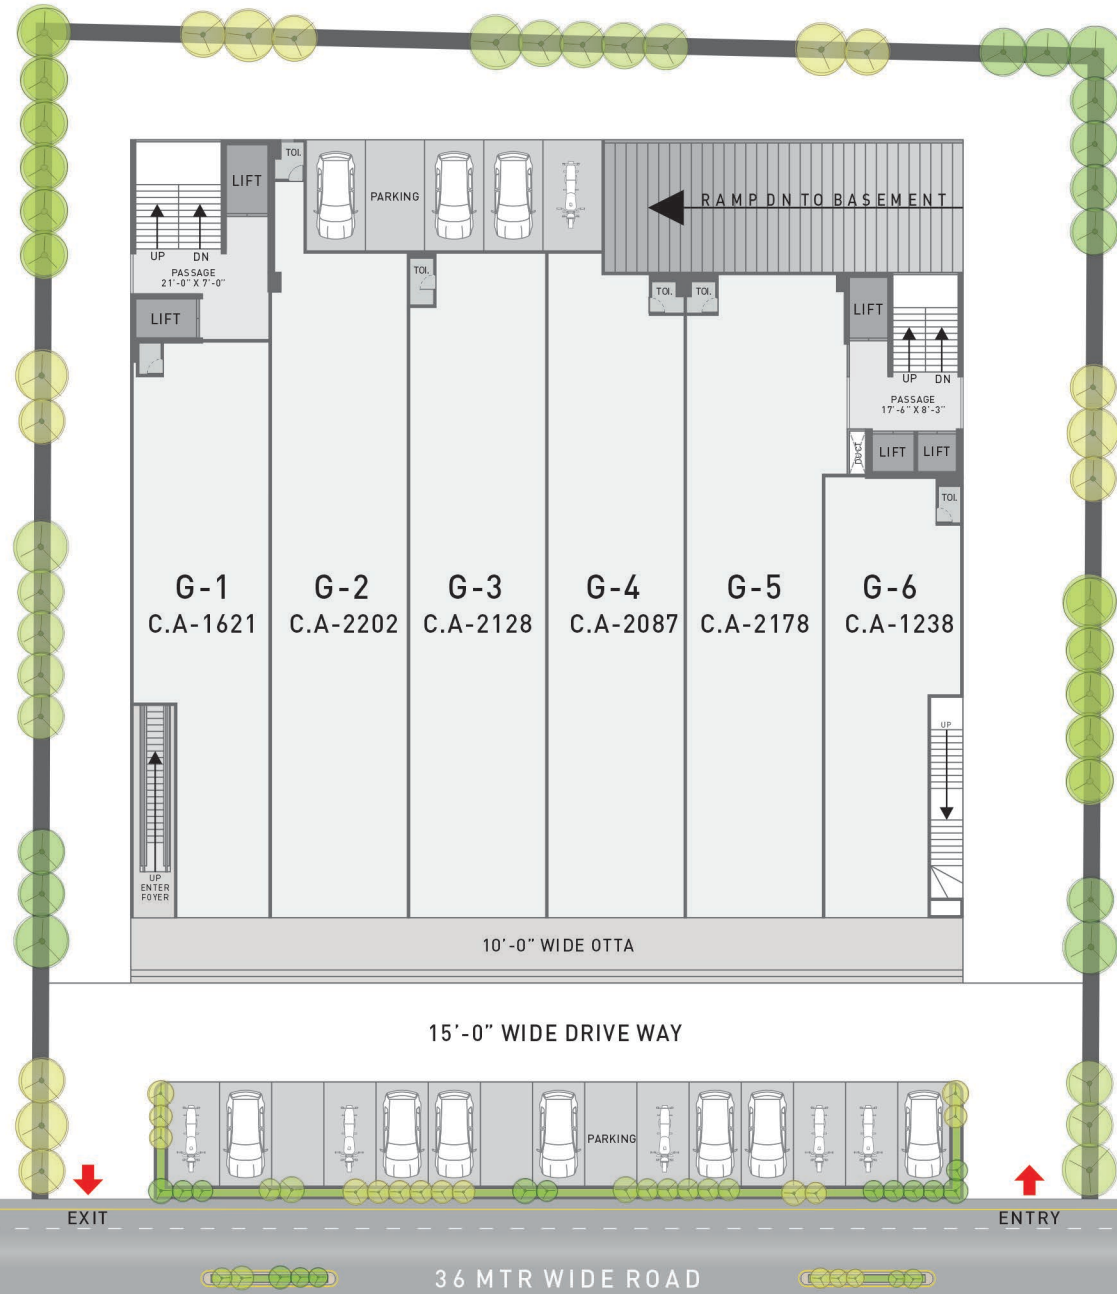 TOI.
LIFT
PARKING
RAMP DN TO BASEMENT
UP DN
PASSAGE
21'-0" X 7'-0"
TOI.
TOI. TOI.
LIFT
LIFT
UP DN
PASSAGE
17'-6" X 8'-3"
DUCT
LIFT LIFT
TOI.
G-1
C.A-1621
G-2
C.A-2202
G-3
C.A-2128
G-4
C.A-2087
G-5
C.A-2178
G-6
C.A-1238
UP
UP
ENTER
FOYER
10'-0" WIDE OTTA
15'-0" WIDE DRIVE WAY
PARKING
EXIT
ENTRY
36 MTR WIDE ROAD